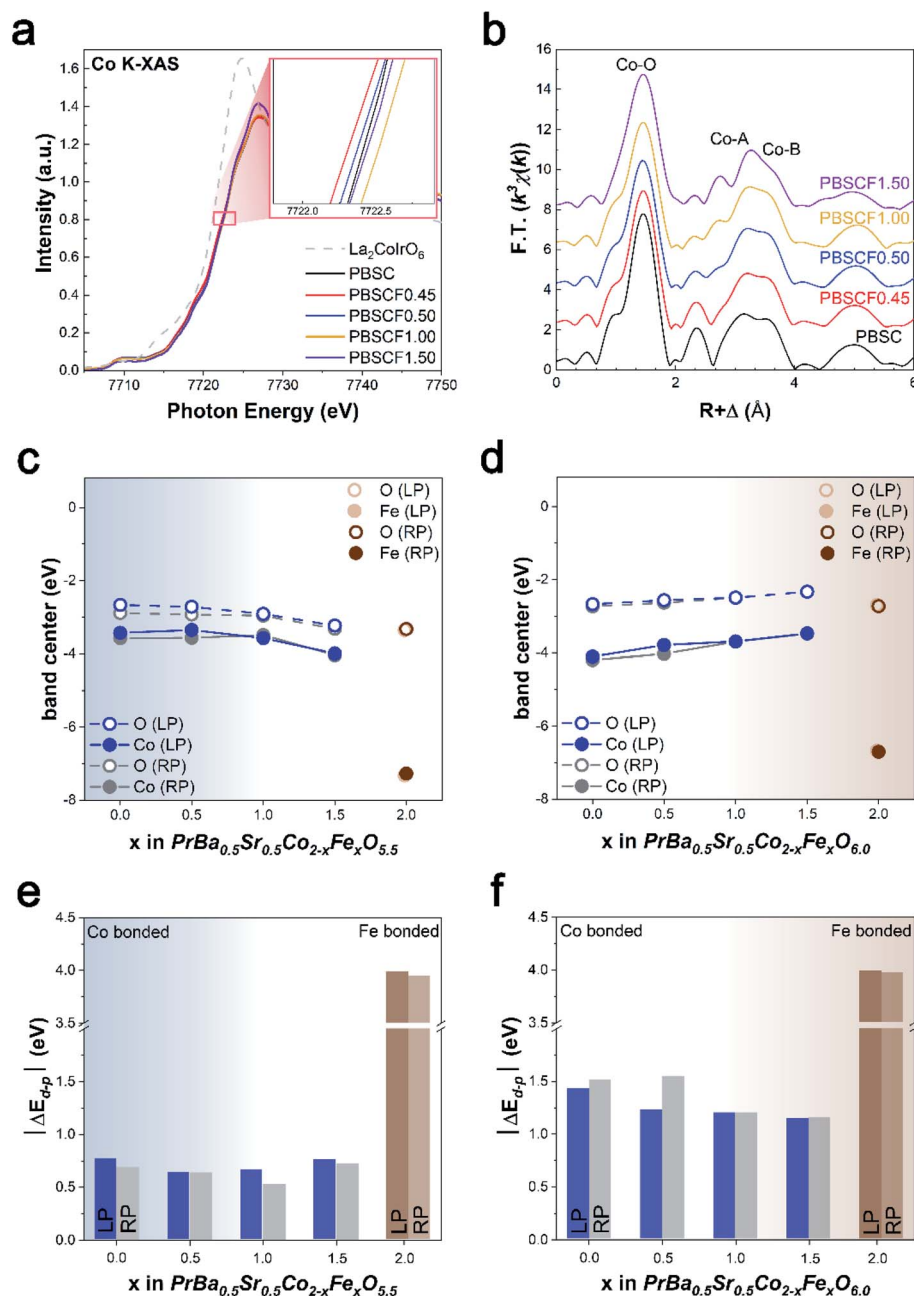 a
Co K-XAS
Intensity (a.u.)
1.6
1.4
1.2
1.0
0.8
0.6
0.4
0.2
0.0
7722.0 7722.5
La₂CoIrO₆
PBSC
PBSCF0.45
PBSCF0.50
PBSCF1.00
PBSCF1.50
7710 7720 7730 7740 7750
Photon Energy (eV)
b
F.T. (k³χ(k))
16
14
12
10
8
6
4
2
0
Co-O
Co-A
Co-B
PBSCF1.50
PBSCF1.00
PBSCF0.50
PBSCF0.45
PBSC
0 2 4 6
R+Δ (Å)
c
band center (eV)
0
-2
-4
-6
-8
O (LP)
Fe (LP)
O (RP)
Fe (RP)
O (LP)
Co (LP)
O (RP)
Co (RP)
0.0 0.5 1.0 1.5 2.0
x in PrBa₀.₅Sr₀.₅Co₂₋ₓFeₓO₅.₅
d
band center (eV)
0
-2
-4
-6
-8
O (LP)
Fe (LP)
O (RP)
Fe (RP)
O (LP)
Co (LP)
O (RP)
Co (RP)
0.0 0.5 1.0 1.5 2.0
x in PrBa₀.₅Sr₀.₅Co₂₋ₓFeₓO₆.₀
e
|ΔE_d-p| (eV)
4.5
4.0
3.5
1.5
1.0
0.5
0.0
Co bonded
Fe bonded
LP
RP
LP
RP
0.0 0.5 1.0 1.5 2.0
x in PrBa₀.₅Sr₀.₅Co₂₋ₓFeₓO₅.₅
f
|ΔE_d-p| (eV)
4.5
4.0
3.5
1.5
1.0
0.5
0.0
Co bonded
Fe bonded
LP
RP
LP
RP
0.0 0.5 1.0 1.5 2.0
x in PrBa₀.₅Sr₀.₅Co₂₋ₓFeₓO₆.₀